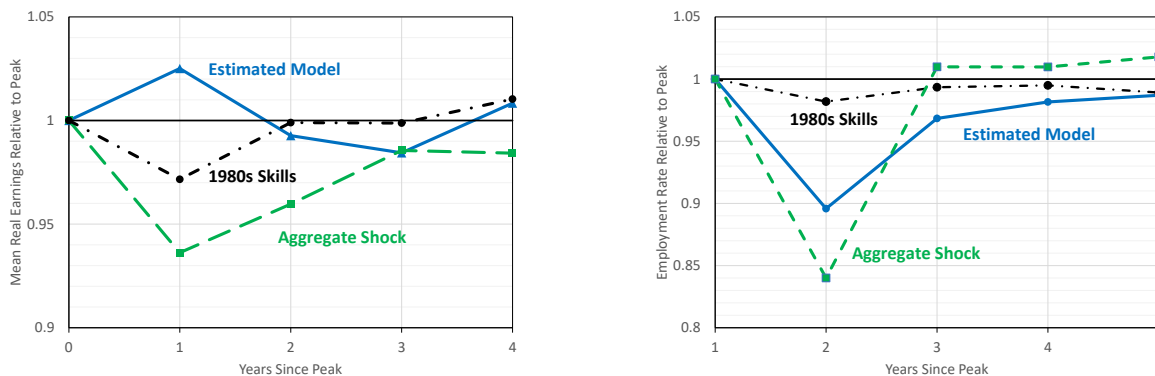 Mean Real Earnings Relative to Peak
1.05
1
0.95
0.9
0
1
2
3
4
Years Since Peak
Estimated Model
1980s Skills
Aggregate Shock
Employment Rate Relative to Peak
1.05
1
0.95
0.9
0.85
0.8
1
2
3
4
Years Since Peak
1980s Skills
Estimated Model
Aggregate Shock